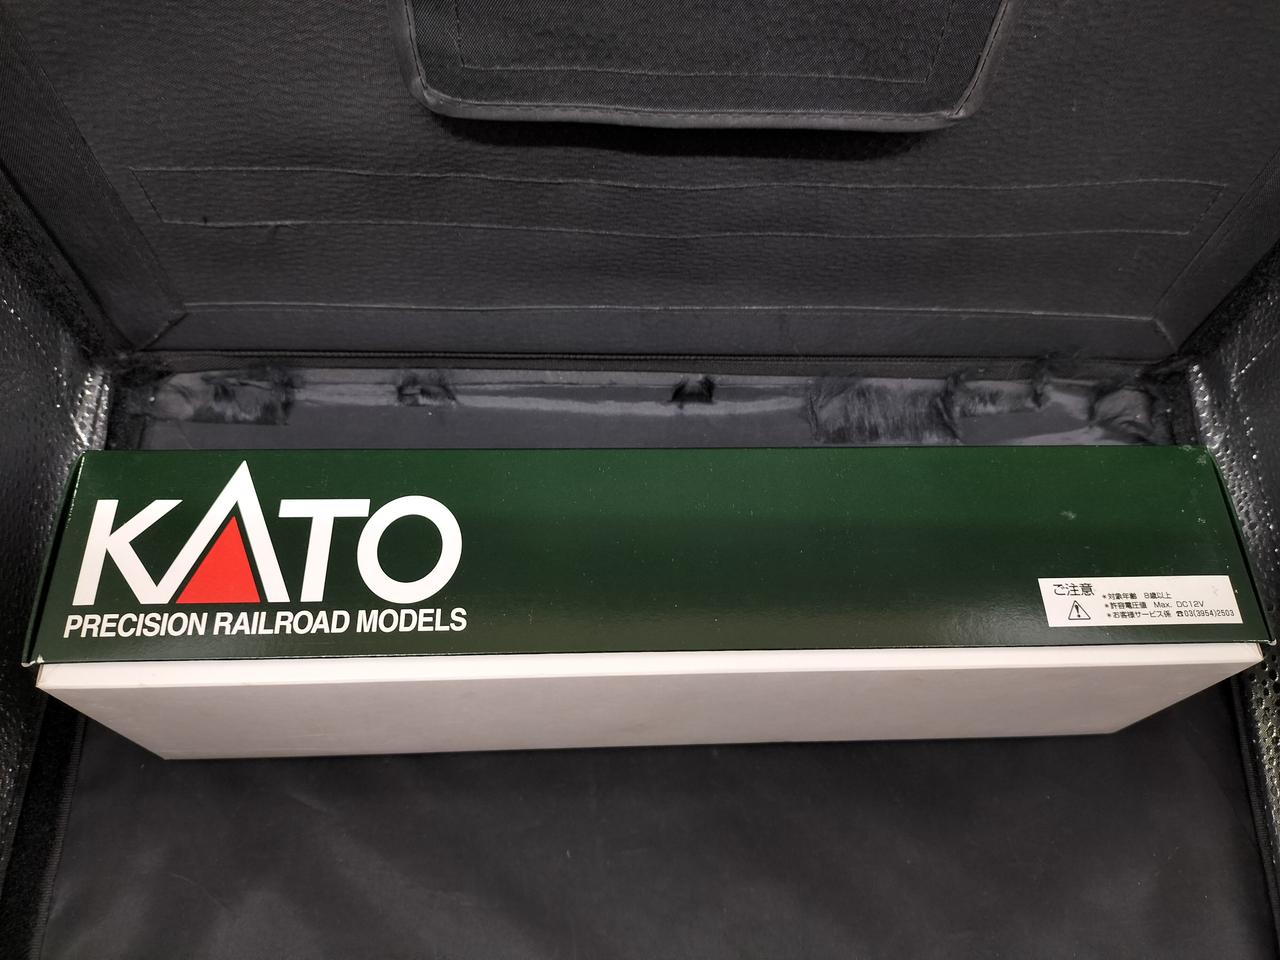 KATO
PRECISION RAILROAD MODELS
ご注意
*対象年齢 8歳以上
*許容電圧値 Max. DC12V
*お客様サービス係 ☎03(3954)2503